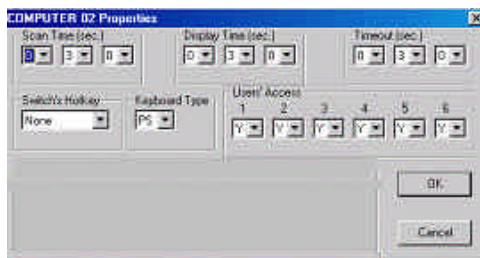 COMPUTER 02 Properties
Scan Time (sec.) Display Time (sec.) Timeout (sec.)
0 3 0 0 3 0 0 3 0
Switch's Hotkey Keyboard Type Users' Access
1 2 3 4 5 6
None PS Y Y Y Y Y Y
OK
Cancel